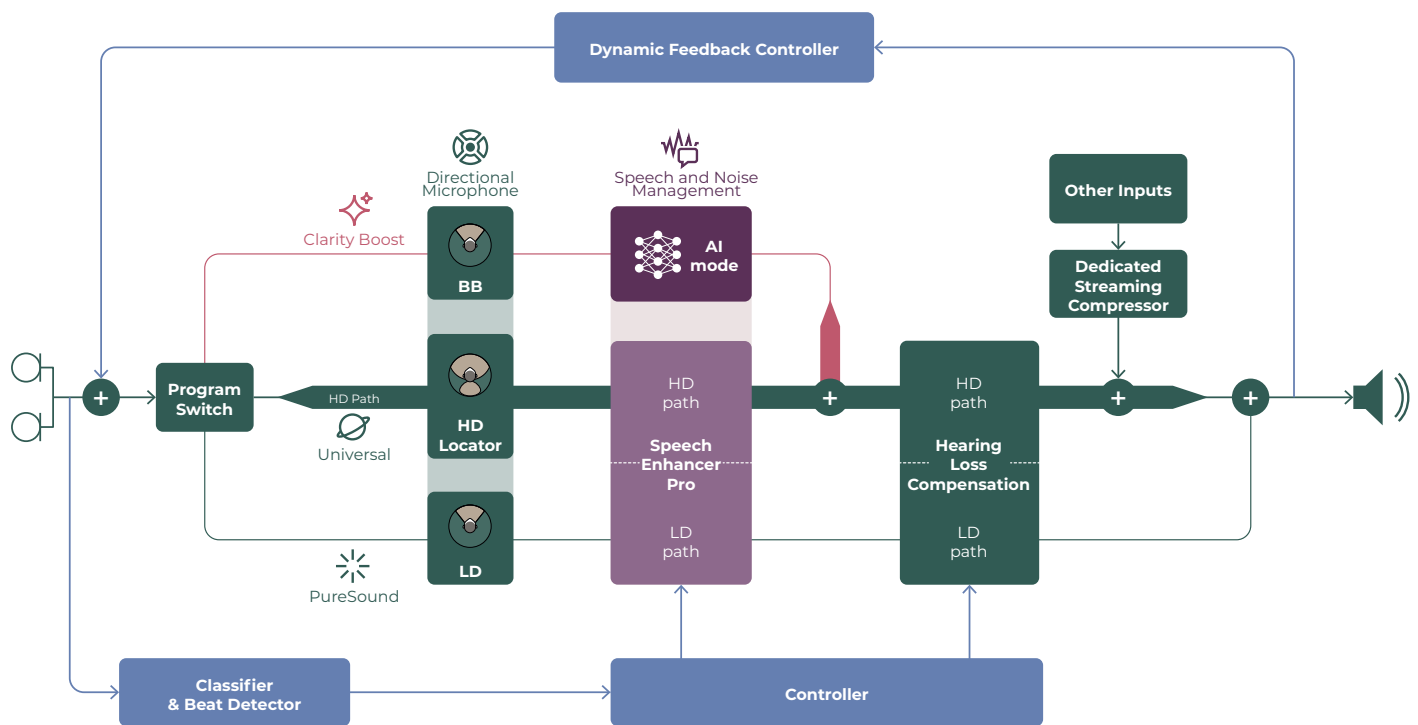 Dynamic Feedback Controller
Directional
Microphone
Speech and Noise
Management
Other Inputs
Clarity Boost
BB
AI
mode
Dedicated
Streaming
Compressor
+
Program
Switch
HD Path
Universal
HD
Locator
HD
path
+
HD
path
+
+
Speech
Enhancer
Pro
Hearing
Loss
Compensation
LD
path
LD
path
LD
PureSound
Classifier
& Beat Detector
Controller